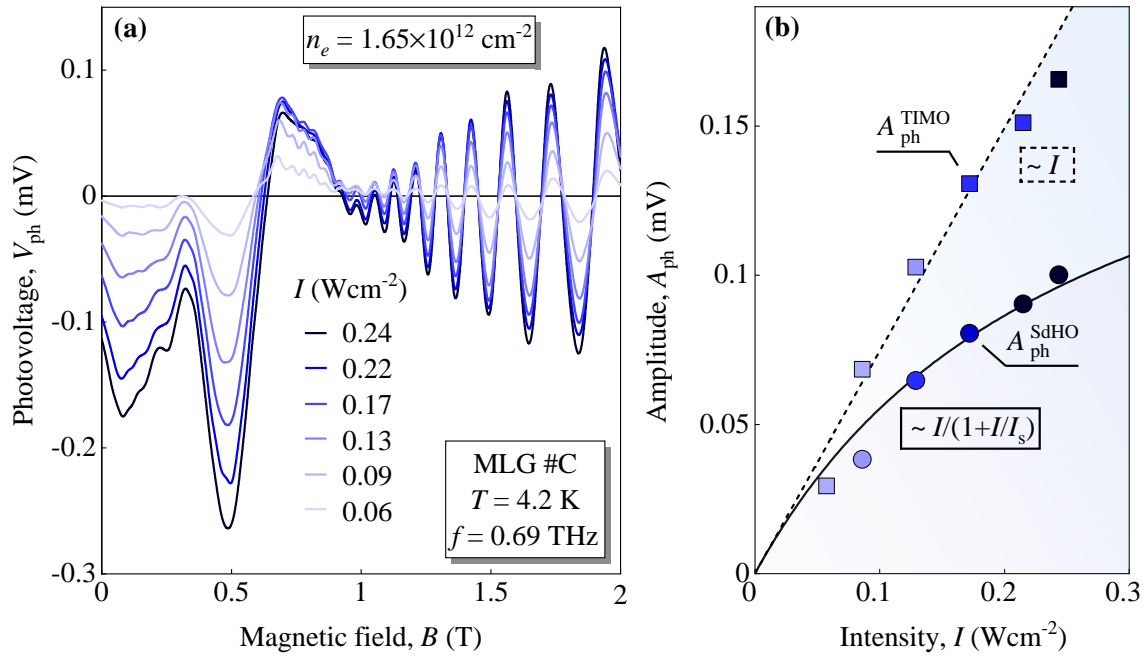 (a)
n_e = 1.65×10^12 cm^-2
Photovoltage, V_ph (mV)
0.1
0
-0.1
-0.2
-0.3
I (Wcm^-2)
0.24
0.22
0.17
0.13
0.09
0.06
MLG #C
T = 4.2 K
f = 0.69 THz
0
0.5
1
1.5
2
Magnetic field, B (T)
(b)
Amplitude, A_ph (mV)
0.15
0.1
0.05
0
A_ph^TIMO
~ I
A_ph^SdHO
~ I/(1+I/I_s)
0
0.1
0.2
0.3
Intensity, I (Wcm^-2)